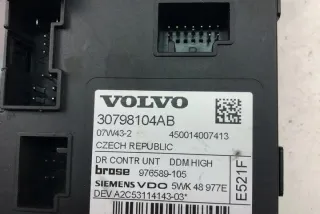 VOLVO
30798104AB
07W43-2 450014007413
CZECH REPUBLIC
DR CONTR UNT DDM HIGH
brose 976589-105
SIEMENS VDO 5WK 48 977E
DEV A2C53114143-03*
E521F